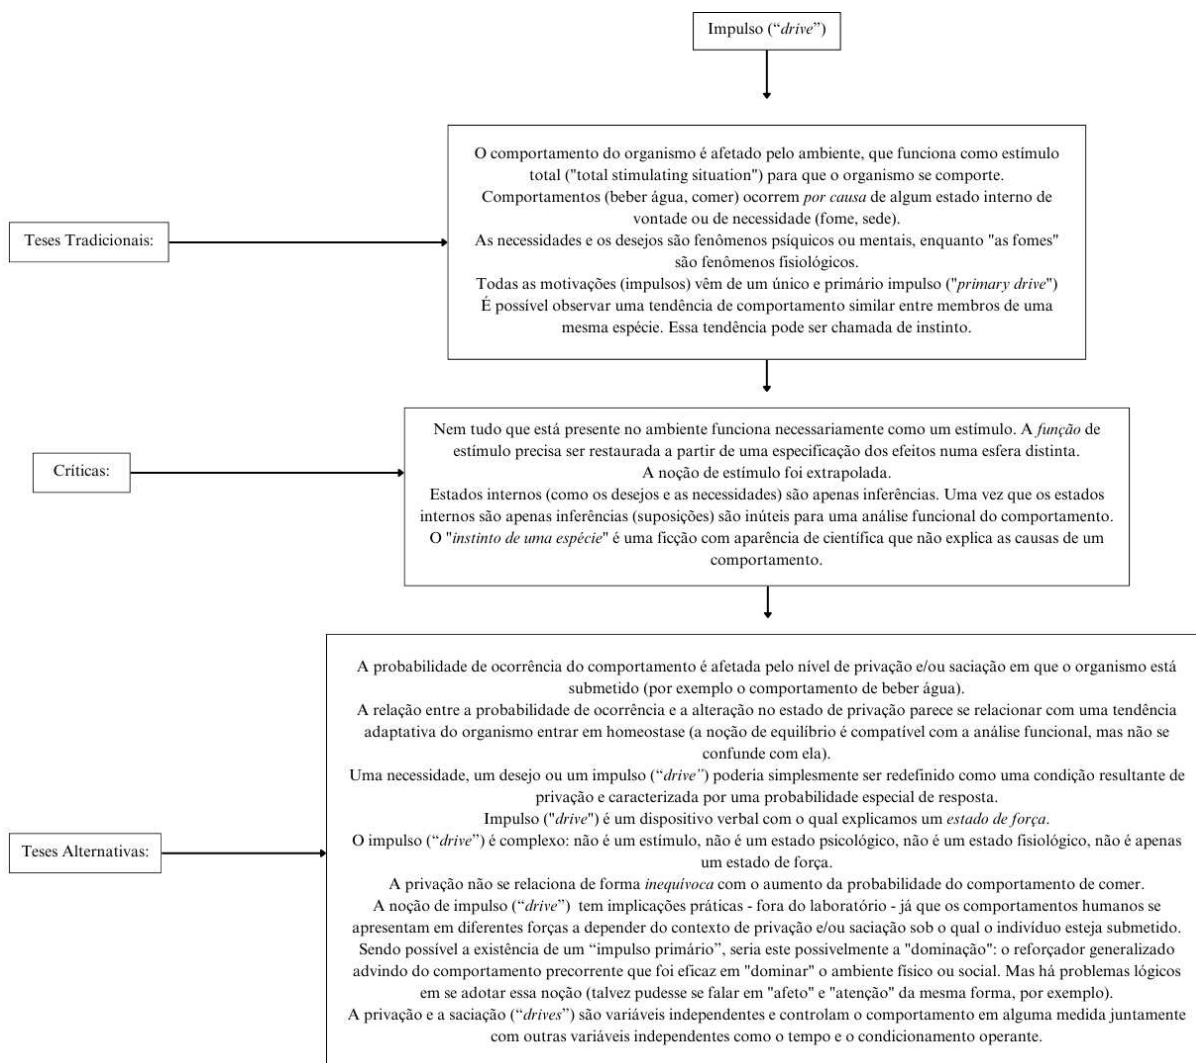 Impulso (“drive”)
Teses Tradicionais:
O comportamento do organismo é afetado pelo ambiente, que funciona como estímulo
total ("total stimulating situation") para que o organismo se comporte.
Comportamentos (beber água, comer) ocorrem por causa de algum estado interno de
vontade ou de necessidade (fome, sede).
As necessidades e os desejos são fenômenos psíquicos ou mentais, enquanto "as fomes"
são fenômenos fisiológicos.
Todas as motivações (impulsos) vêm de um único e primário impulso ("primary drive")
É possível observar uma tendência de comportamento similar entre membros de uma
mesma espécie. Essa tendência pode ser chamada de instinto.
Críticas:
Nem tudo que está presente no ambiente funciona necessariamente como um estímulo. A função de
estímulo precisa ser restaurada a partir de uma especificação dos efeitos numa esfera distinta.
A noção de estímulo foi extrapolada.
Estados internos (como os desejos e as necessidades) são apenas inferências. Uma vez que os estados
internos são apenas inferências (suposições) são inúteis para uma análise funcional do comportamento.
O "instinto de uma espécie" é uma ficção com aparência de científica que não explica as causas de um
comportamento.
Teses Alternativas:
A probabilidade de ocorrência do comportamento é afetada pelo nível de privação e/ou saciação em que o organismo está
submetido (por exemplo o comportamento de beber água).
A relação entre a probabilidade de ocorrência e a alteração no estado de privação parece se relacionar com uma tendência
adaptativa do organismo entrar em homeostase (a noção de equilíbrio é compatível com a análise funcional, mas não se
confunde com ela).
Uma necessidade, um desejo ou um impulso (“drive”) poderia simplesmente ser redefinido como uma condição resultante de
privação e caracterizada por uma probabilidade especial de resposta.
Impulso ("drive") é um dispositivo verbal com o qual explicamos um estado de força.
O impulso (“drive”) é complexo: não é um estímulo, não é um estado psicológico, não é um estado fisiológico, não é apenas
um estado de força.
A privação não se relaciona de forma inequívoca com o aumento da probabilidade do comportamento de comer.
A noção de impulso (“drive”) tem implicações práticas - fora do laboratório - já que os comportamentos humanos se
apresentam em diferentes forças a depender do contexto de privação e/ou saciação sob o qual o indivíduo esteja submetido.
Sendo possível a existência de um “impulso primário”, seria este possivelmente a "dominação": o reforçador generalizado
advindo do comportamento precorrente que foi eficaz em "dominar" o ambiente físico ou social. Mas há problemas lógicos
em se adotar essa noção (talvez pudesse se falar em "afeto" e "atenção" da mesma forma, por exemplo).
A privação e a saciação (“drives”) são variáveis independentes e controlam o comportamento em alguma medida juntamente
com outras variáveis independentes como o tempo e o condicionamento operante.